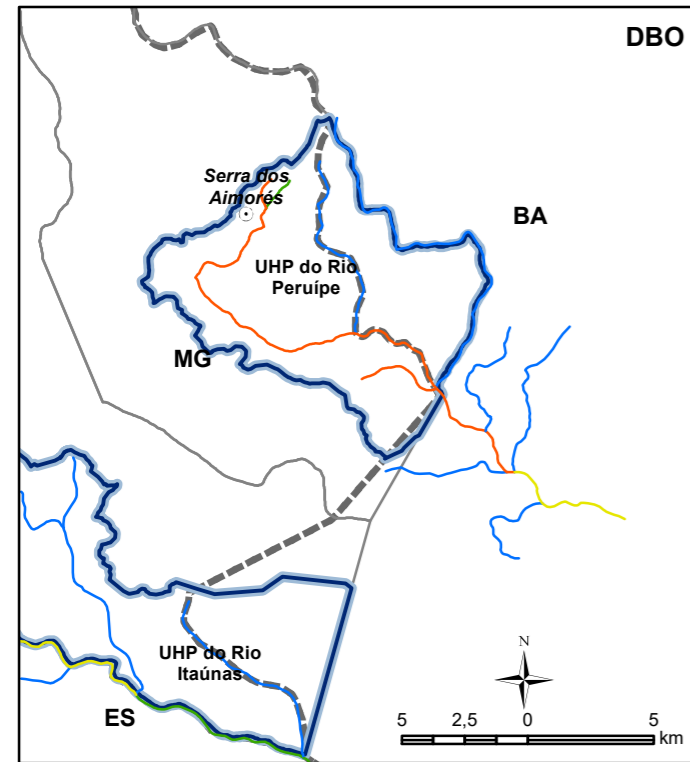 DBO
Serra dos
Aimorés
BA
UHP do Rio
Peruípe
MG
UHP do Rio
Itaúnas
ES
N
5 2,5 0 5
km